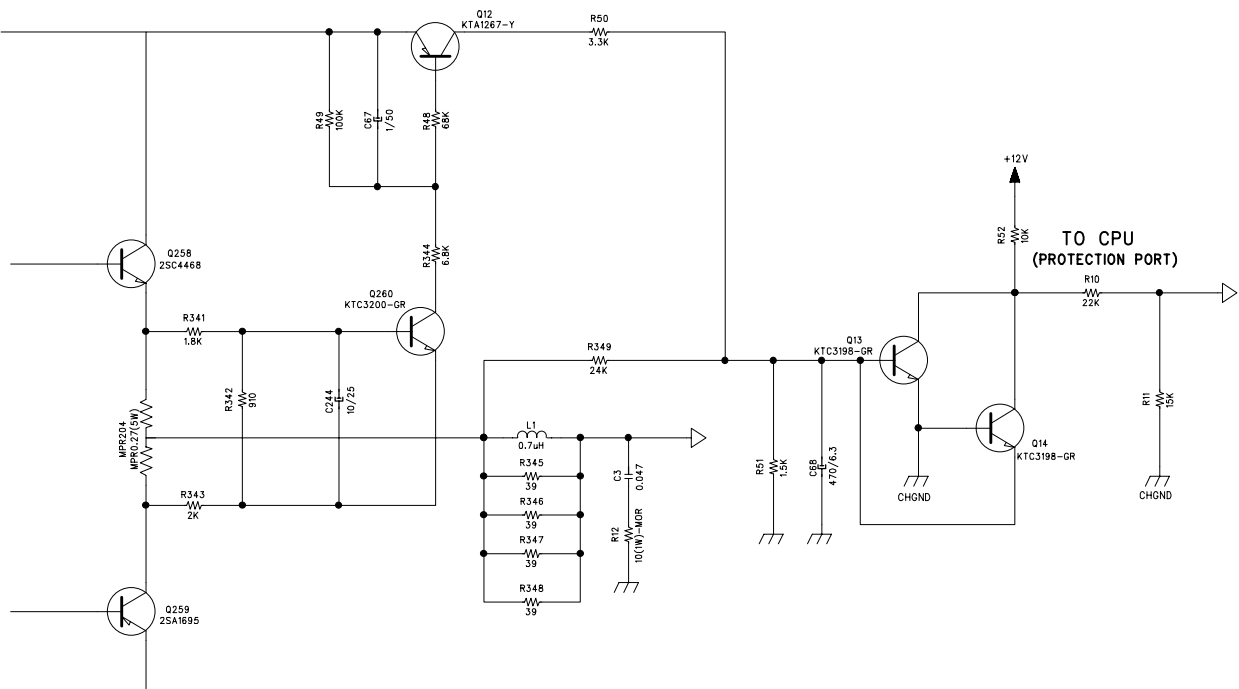 Q12
KTA1267-Y
R50
3.3K
R49
100K
C67
1/50
R48
68K
+12V
R52
10K
TO CPU
(PROTECTION PORT)
Q258
2SC4468
R344
6.8K
R10
22K
Q260
KTC3200-GR
R341
1.8K
R349
24K
Q13
KTC3198-GR
R342
910
C244
10/25
R11
15K
MPR204
MPR0.27(5W)
L1
0.7uH
Q14
KTC3198-GR
R345
39
C3
0.047
R51
1.5K
C68
470/6.3
CHGND
CHGND
R343
2K
R346
39
R12
10(1W)-MOR
R347
39
R348
39
Q259
2SA1695